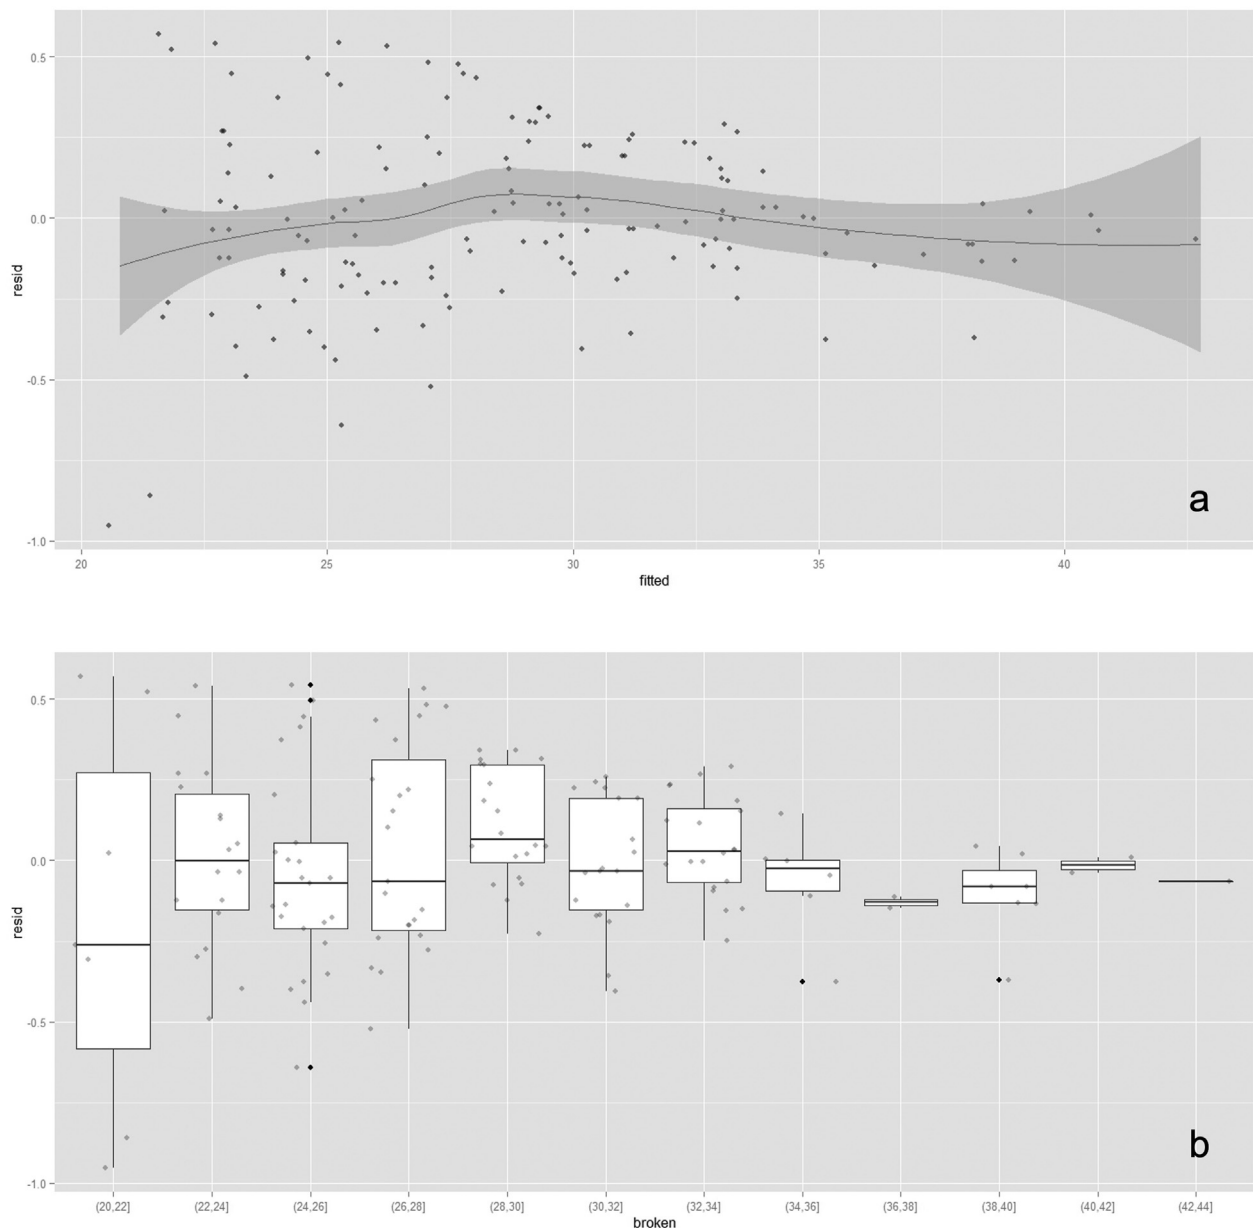 0.5
0.0
-0.5
-1.0
resid
20 25 30 35 40
fitted
a
0.5
0.0
-0.5
-1.0
resid
(20,22] (22,24] (24,26] (26,28] (28,30] (30,32] (32,34] (34,36] (36,38] (38,40] (40,42] (42,44]
broken
b